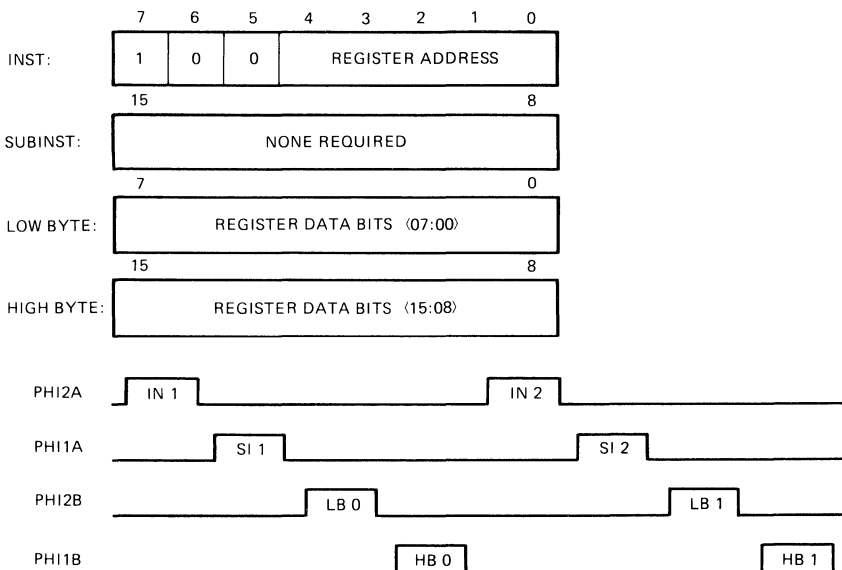 7 6 5 4 3 2 1 0
INST: 1 0 0 REGISTER ADDRESS
15 8
SUBINST: NONE REQUIRED
7 0
LOW BYTE: REGISTER DATA BITS ⟨07:00⟩
15 8
HIGH BYTE: REGISTER DATA BITS ⟨15:08⟩
PHI2A IN 1 IN 2
PHI1A SI 1 SI 2
PHI2B LB 0 LB 1
PHI1B HB 0 HB 1